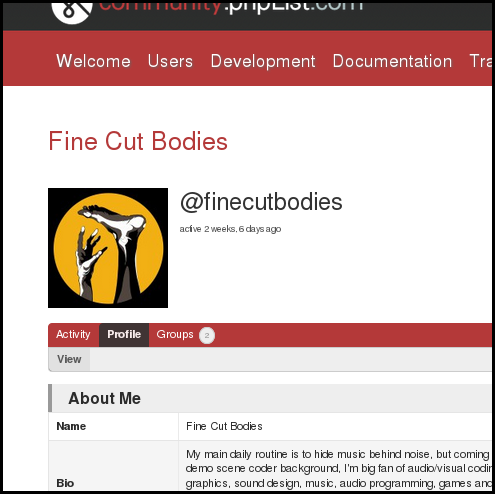 community.phpList.com
Welcome Users Development Documentation Tra
Fine Cut Bodies
@finecutbodies
active 2 weeks, 6 days ago
Activity Profile Groups 2
View
About Me
Name Fine Cut Bodies
My main daily routine is to hide music behind noise, but coming
demo scene coder background, I'm big fan of audio/visual codin
Bio graphics, sound design, music, audio programming, games and